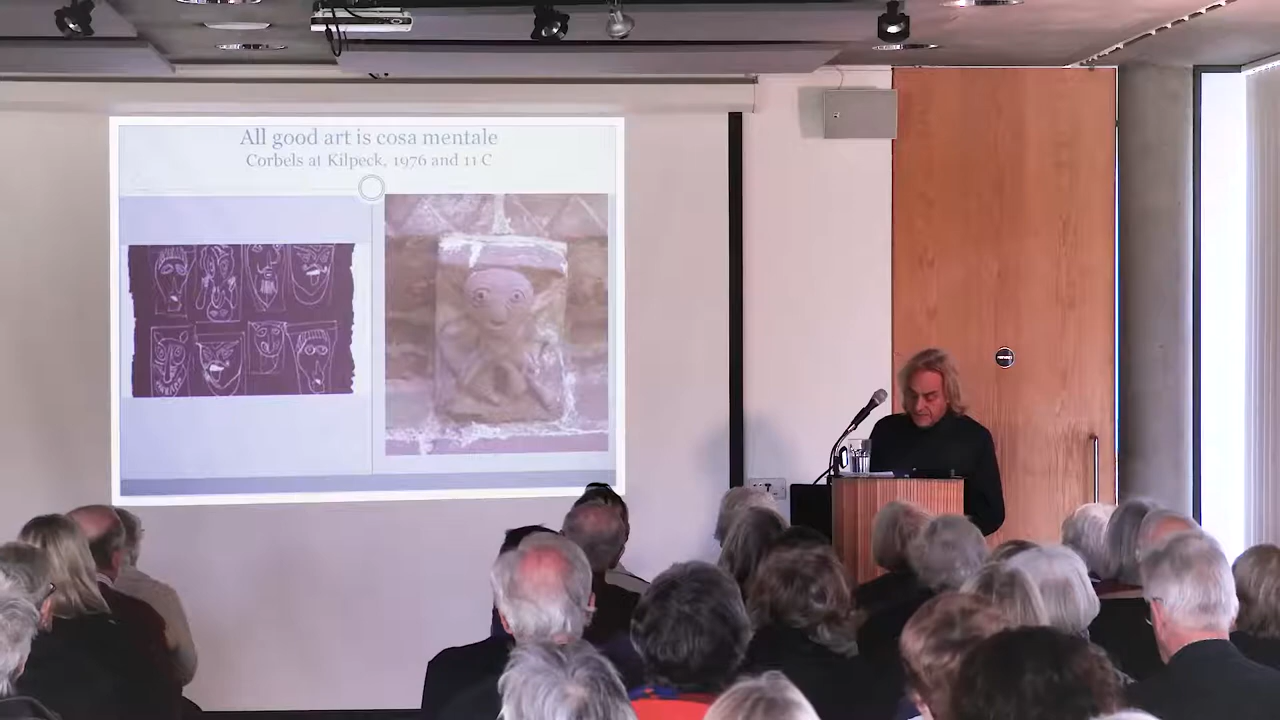 All good art is cosa mentale
Corbels at Kilpeck, 1976 and 11 C